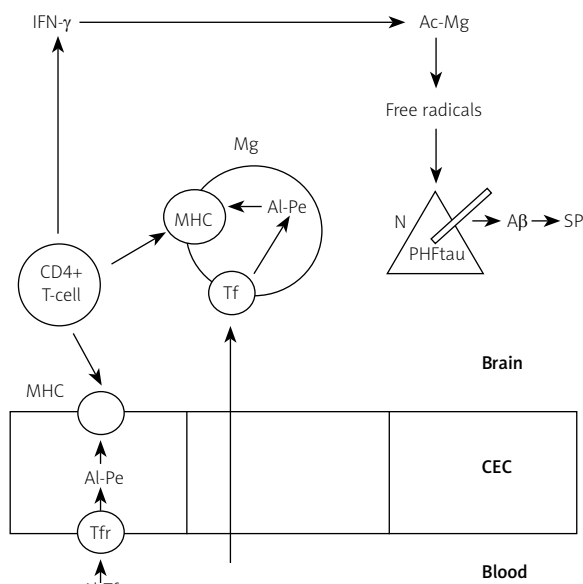 IFN-γ
Ac-Mg
Free radicals
Mg
MHC
Al-Pe
N
PHFtau
Aβ
SP
CD4+
T-cell
Tf
Brain
MHC
Al-Pe
CEC
Tfr
Blood